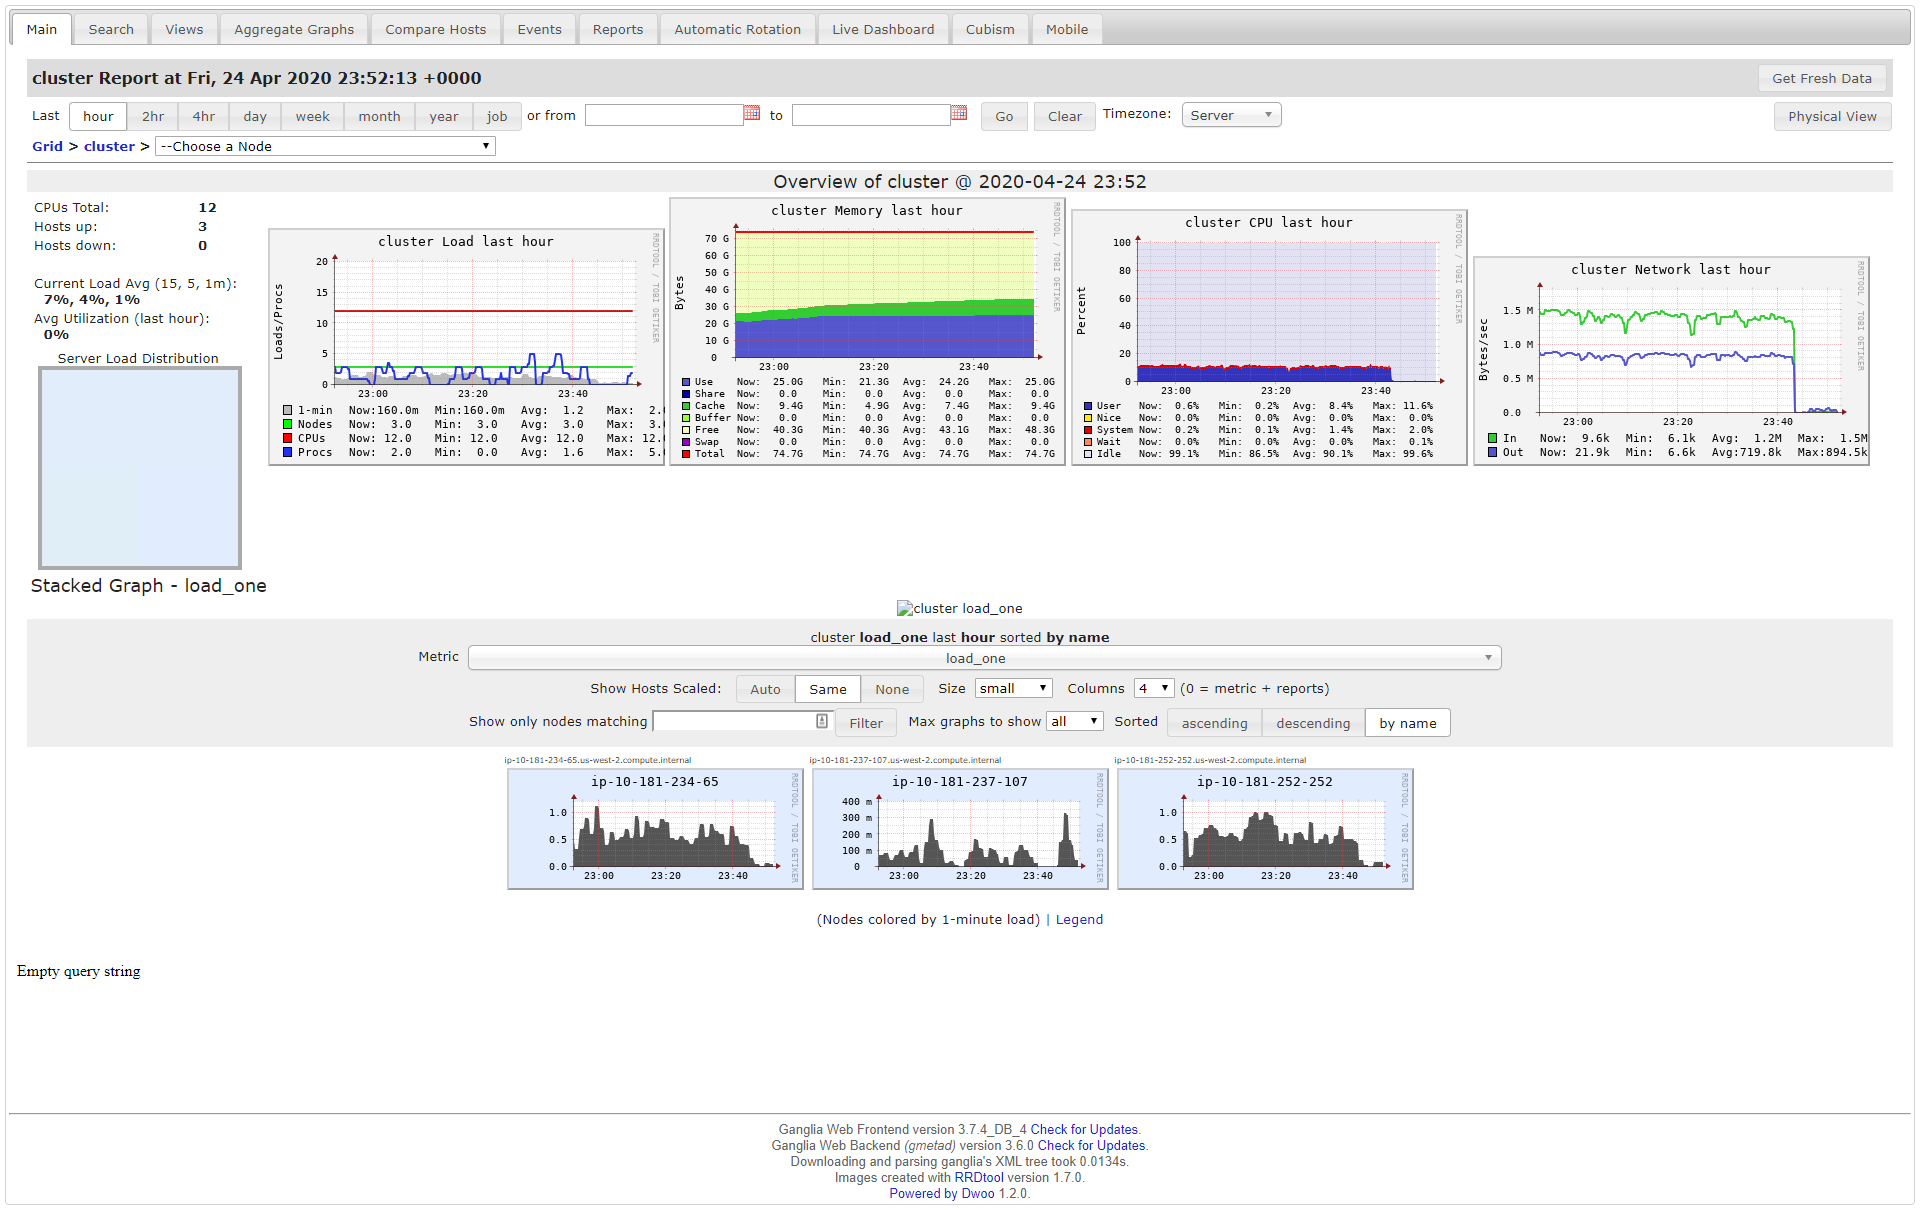 Main Search Views Aggregate Graphs Compare Hosts Events Reports Automatic Rotation Live Dashboard Cubism Mobile
cluster Report at Fri, 24 Apr 2020 23:52:13 +0000 Get Fresh Data
Last hour 2hr 4hr day week month year job or from to Go Clear Timezone: Server Physical View
Grid > cluster > --Choose a Node
Overview of cluster @ 2020-04-24 23:52
CPUs Total: 12
Hosts up: 3
Hosts down: 0
Current Load Avg (15, 5, 1m):
7%, 4%, 1%
Avg Utilization (last hour):
0%
Server Load Distribution
cluster Load last hour
RRDTOOL / TOBI OETIKER
Loads/Procs
20
15
10
5
0
23:00 23:20 23:40
1-min Now:160.0m Min:160.0m Avg: 1.2 Max: 2.
Nodes Now: 3.0 Min: 3.0 Avg: 3.0 Max: 3.
CPUs Now: 12.0 Min: 12.0 Avg: 12.0 Max: 12.
Procs Now: 2.0 Min: 0.0 Avg: 1.6 Max: 5.
cluster Memory last hour
RRDTOOL / TOBI OETIKER
Bytes
70 G
60 G
50 G
40 G
30 G
20 G
10 G
0
23:00 23:20 23:40
Use Now: 25.0G Min: 21.3G Avg: 24.2G Max: 25.0G
Share Now: 0.0 Min: 0.0 Avg: 0.0 Max: 0.0
Cache Now: 9.4G Min: 4.9G Avg: 7.4G Max: 9.4G
Buffer Now: 0.0 Min: 0.0 Avg: 0.0 Max: 0.0
Free Now: 40.3G Min: 40.3G Avg: 43.1G Max: 48.3G
Swap Now: 0.0 Min: 0.0 Avg: 0.0 Max: 0.0
Total Now: 74.7G Min: 74.7G Avg: 74.7G Max: 74.7G
cluster CPU last hour
RRDTOOL / TOBI OETIKER
Percent
100
80
60
40
20
0
23:00 23:20 23:40
User Now: 0.6% Min: 0.2% Avg: 8.4% Max: 11.6%
Nice Now: 0.0% Min: 0.0% Avg: 0.0% Max: 0.0%
System Now: 0.2% Min: 0.1% Avg: 1.4% Max: 2.0%
Wait Now: 0.0% Min: 0.0% Avg: 0.0% Max: 0.1%
Idle Now: 99.1% Min: 86.5% Avg: 90.1% Max: 99.6%
cluster Network last hour
RRDTOOL / TOBI OETIKER
Bytes/sec
1.5 M
1.0 M
0.5 M
0.0
23:00 23:20 23:40
In Now: 9.6k Min: 6.1k Avg: 1.2M Max: 1.5M
Out Now: 21.9k Min: 6.6k Avg:719.8k Max:894.5k
Stacked Graph - load_one
cluster load_one
cluster load_one last hour sorted by name
Metric load_one
Show Hosts Scaled: Auto Same None Size small Columns 4 (0 = metric + reports)
Show only nodes matching Filter Max graphs to show all Sorted ascending descending by name
ip-10-181-234-65.us-west-2.compute.internal
ip-10-181-234-65
RRDTOOL / TOBI OETIKER
1.0
0.5
0.0
23:00 23:20 23:40
ip-10-181-237-107.us-west-2.compute.internal
ip-10-181-237-107
RRDTOOL / TOBI OETIKER
400 m
300 m
200 m
100 m
0
23:00 23:20 23:40
ip-10-181-252-252.us-west-2.compute.internal
ip-10-181-252-252
RRDTOOL / TOBI OETIKER
1.0
0.5
0.0
23:00 23:20 23:40
(Nodes colored by 1-minute load) | Legend
Empty query string
Ganglia Web Frontend version 3.7.4_DB_4 Check for Updates.
Ganglia Web Backend (gmetad) version 3.6.0 Check for Updates.
Downloading and parsing ganglia's XML tree took 0.0134s.
Images created with RRDtool version 1.7.0.
Powered by Dwoo 1.2.0.